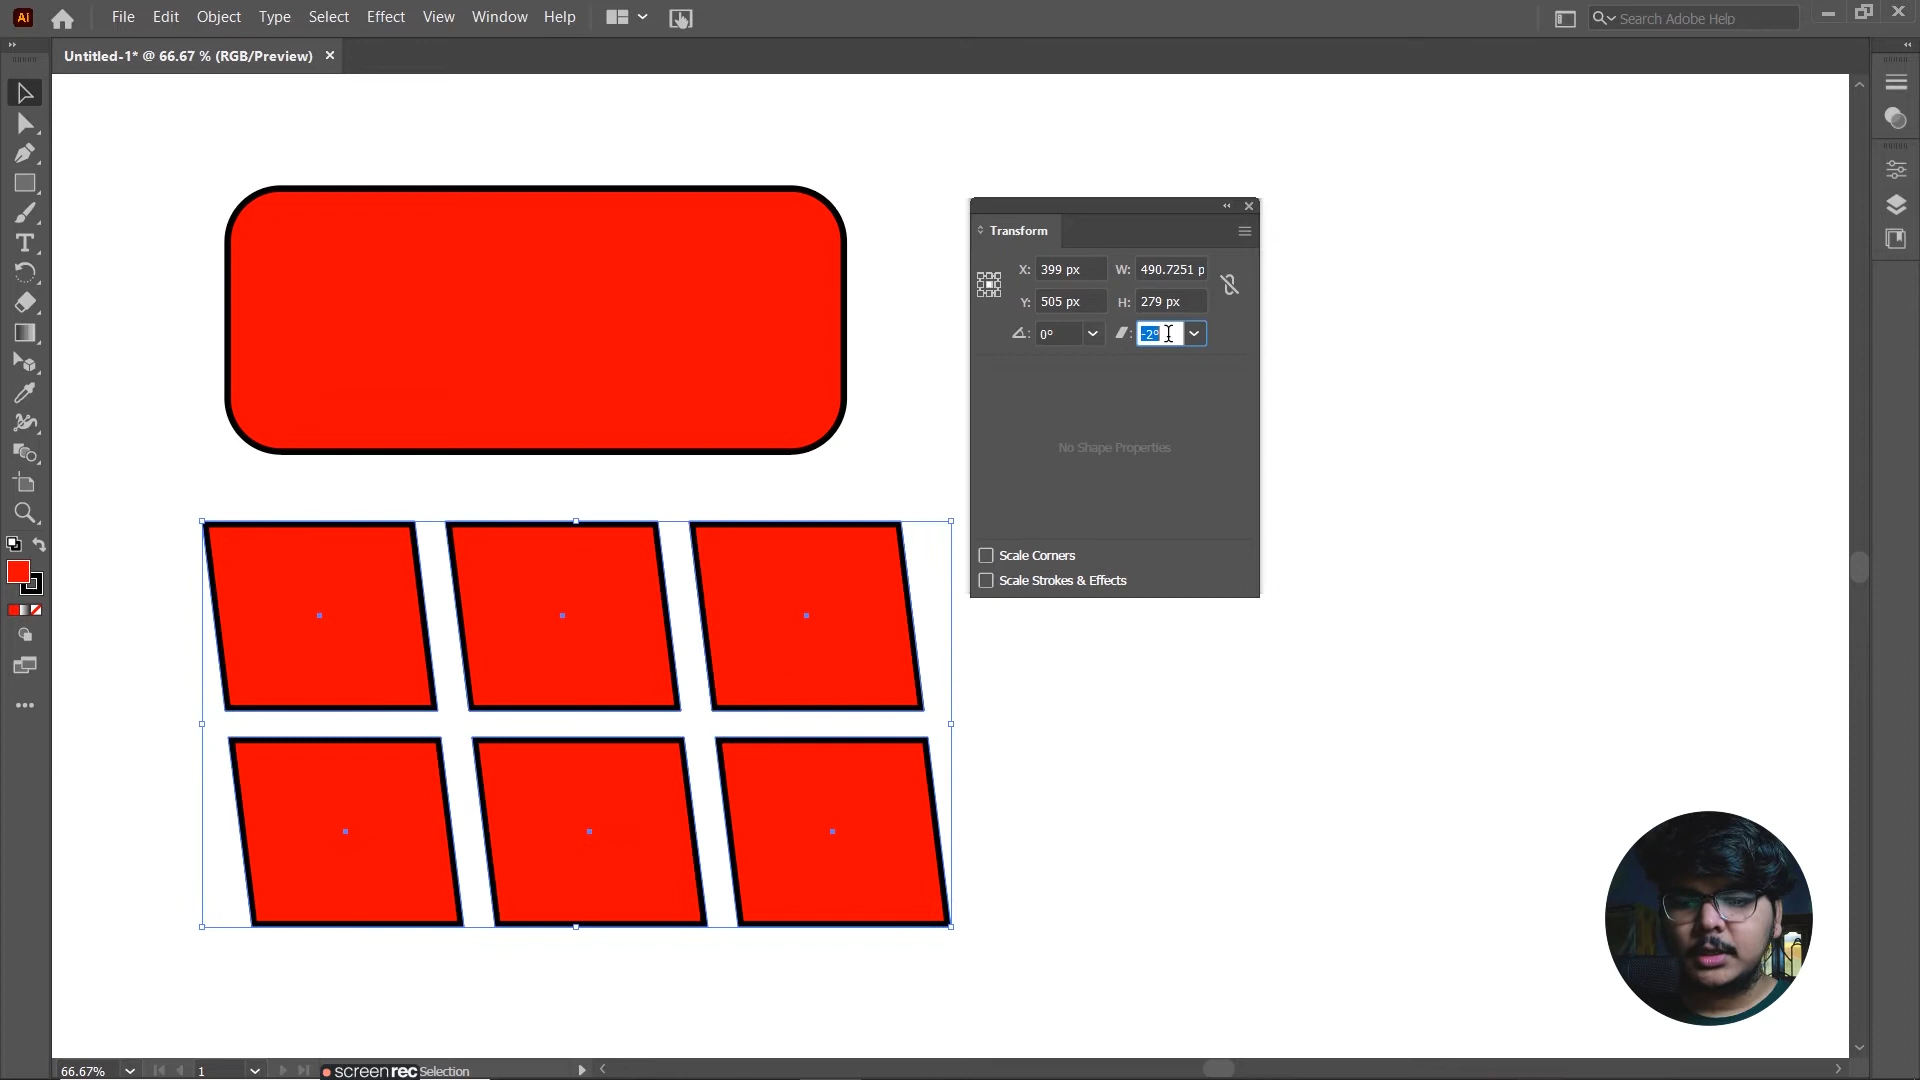 Ai File Edit Object Type Select Effect View Window Help Search Adobe Help
Untitled-1* @ 66.67 % (RGB/Preview)
Transform
X: 399 px W: 490.7251 p
Y: 505 px H: 279 px
0° -2°
No Shape Properties
Scale Corners
Scale Strokes & Effects
66.67% 1 screenrec Selection